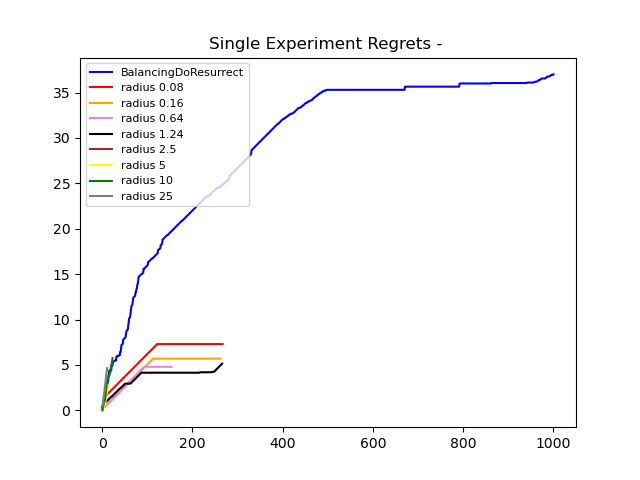 Single Experiment Regrets -
BalancingDoResurrect
radius 0.08
radius 0.16
radius 0.64
radius 1.24
radius 2.5
radius 5
radius 10
radius 25
35
30
25
20
15
10
5
0
0 200 400 600 800 1000